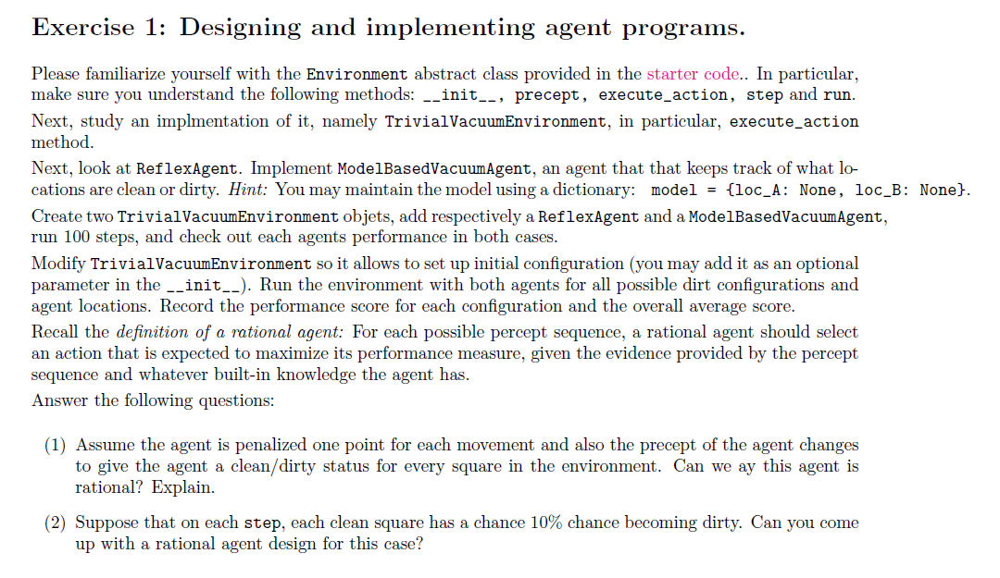 Exercise 1: Designing and implementing agent programs.
Please familiarize yourself with the Environment abstract class provided in the starter code.. In particular,
make sure you understand the following methods: __init__, precept, execute_action, step and run.
Next, study an implmentation of it, namely TrivialVacuumEnvironment, in particular, execute_action
method.
Next, look at ReflexAgent. Implement ModelBasedVacuumAgent, an agent that that keeps track of what lo-
cations are clean or dirty. Hint: You may maintain the model using a dictionary: model = {loc_A: None, loc_B: None}.
Create two TrivialVacuumEnvironment objets, add respectively a ReflexAgent and a ModelBasedVacuumAgent,
run 100 steps, and check out each agents performance in both cases.
Modify TrivialVacuumEnvironment so it allows to set up initial configuration (you may add it as an optional
parameter in the __init__). Run the environment with both agents for all possible dirt configurations and
agent locations. Record the performance score for each configuration and the overall average score.
Recall the definition of a rational agent: For each possible percept sequence, a rational agent should select
an action that is expected to maximize its performance measure, given the evidence provided by the percept
sequence and whatever built-in knowledge the agent has.
Answer the following questions:
(1) Assume the agent is penalized one point for each movement and also the precept of the agent changes
to give the agent a clean/dirty status for every square in the environment. Can we ay this agent is
rational? Explain.
(2) Suppose that on each step, each clean square has a chance 10% chance becoming dirty. Can you come
up with a rational agent design for this case?